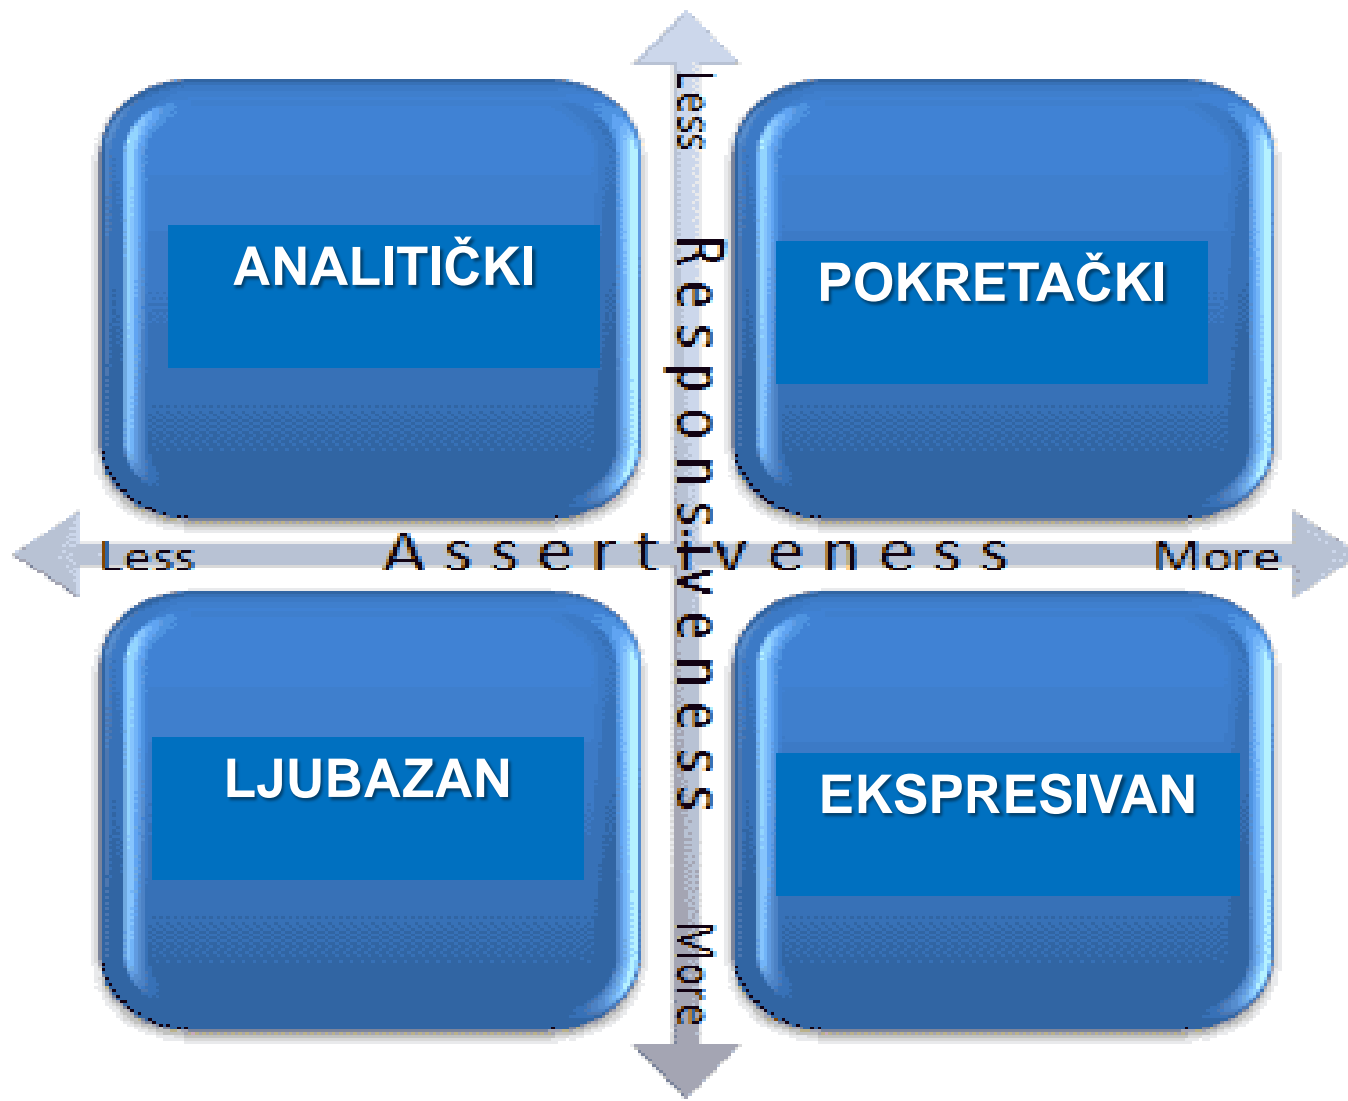 Less
ANALITIČKI
POKRETAČKI
Responsiveness
Less
Assertiveness
More
LJUBAZAN
EKSPRESIVAN
More